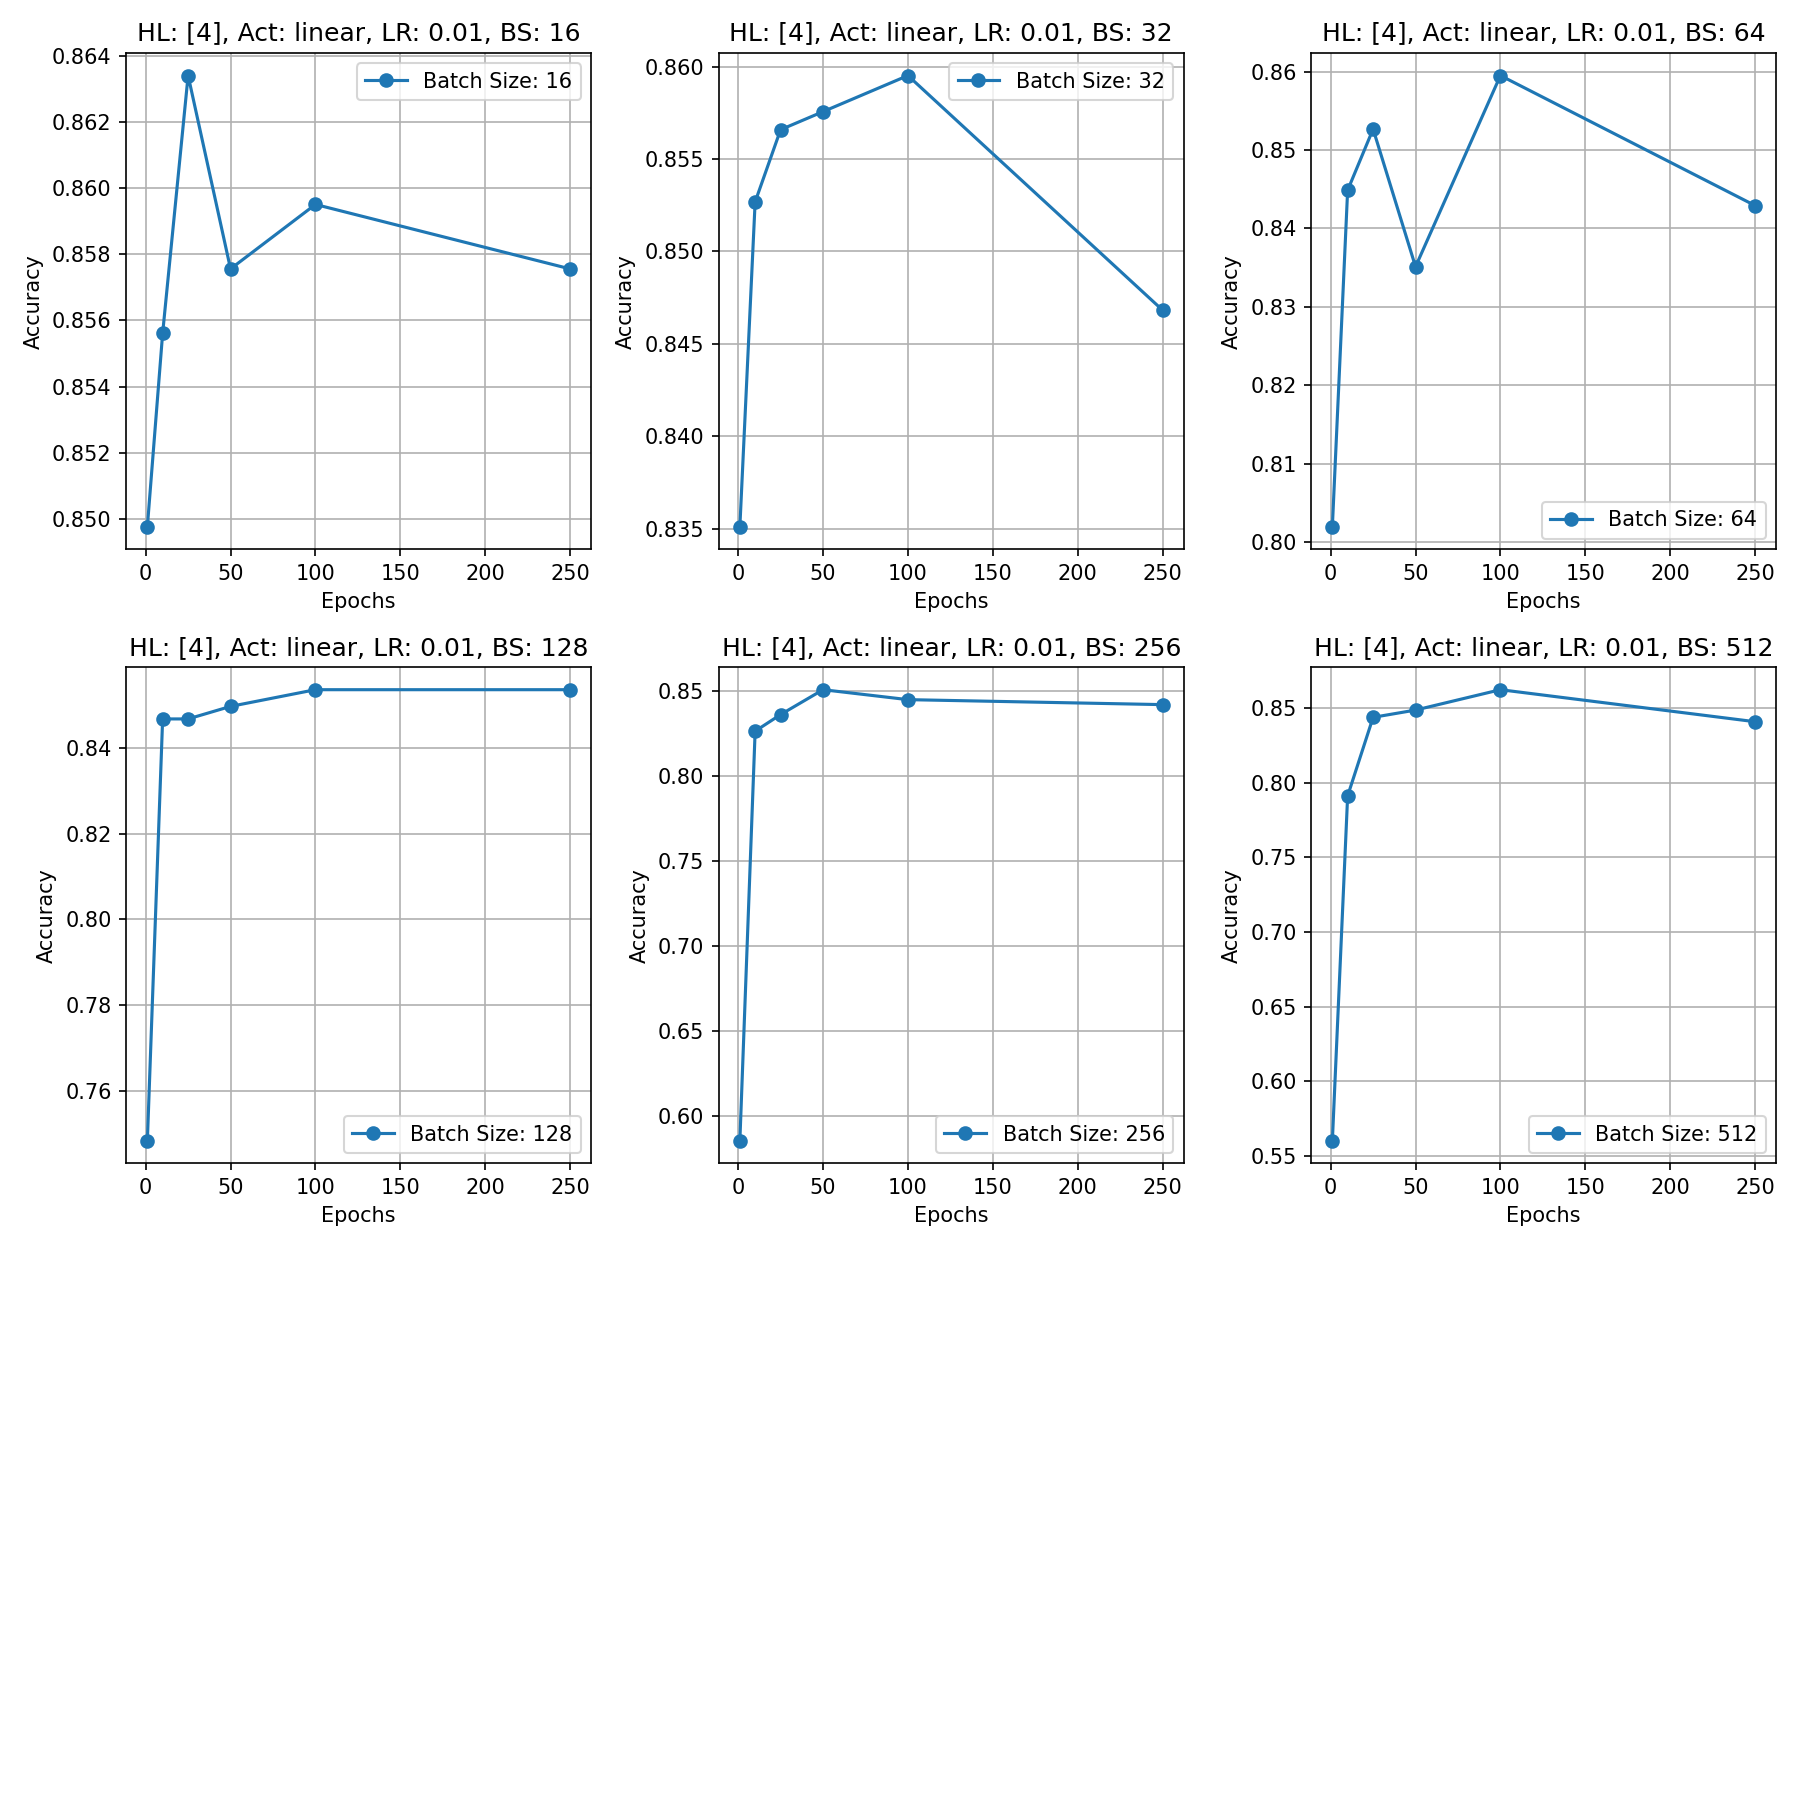 HL: [4], Act: linear, LR: 0.01, BS: 16
0.864
0.862
0.860
0.858
0.856
0.854
0.852
0.850
Accuracy
Batch Size: 16
0 50 100 150 200 250
Epochs
HL: [4], Act: linear, LR: 0.01, BS: 32
0.860
0.855
0.850
0.845
0.840
0.835
Accuracy
Batch Size: 32
0 50 100 150 200 250
Epochs
HL: [4], Act: linear, LR: 0.01, BS: 64
0.86
0.85
0.84
0.83
0.82
0.81
0.80
Accuracy
Batch Size: 64
0 50 100 150 200 250
Epochs
HL: [4], Act: linear, LR: 0.01, BS: 128
0.84
0.82
0.80
0.78
0.76
Accuracy
Batch Size: 128
0 50 100 150 200 250
Epochs
HL: [4], Act: linear, LR: 0.01, BS: 256
0.85
0.80
0.75
0.70
0.65
0.60
Accuracy
Batch Size: 256
0 50 100 150 200 250
Epochs
HL: [4], Act: linear, LR: 0.01, BS: 512
0.85
0.80
0.75
0.70
0.65
0.60
0.55
Accuracy
Batch Size: 512
0 50 100 150 200 250
Epochs